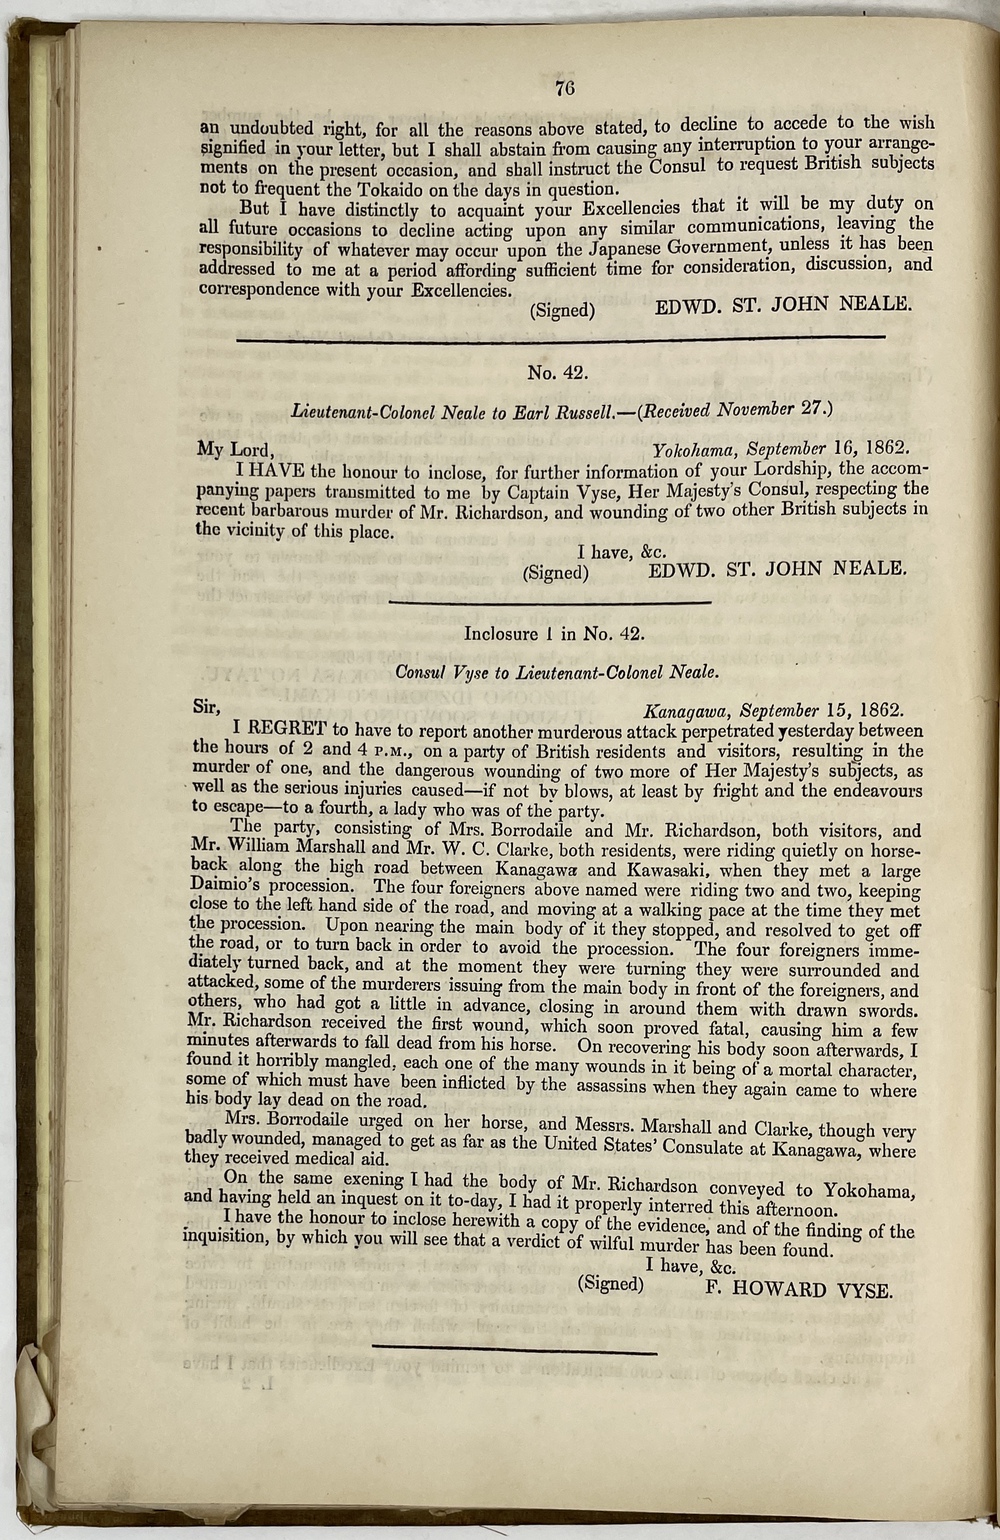 76
an undoubted right, for all the reasons above stated, to decline to accede to the wish
signified in your letter, but I shall abstain from causing any interruption to your arrange-
ments on the present occasion, and shall instruct the Consul to request British subjects
not to frequent the Tokaido on the days in question.
But I have distinctly to acquaint your Excellencies that it will be my duty on
all future occasions to decline acting upon any similar communications, leaving the
responsibility of whatever may occur upon the Japanese Government, unless it has been
addressed to me at a period affording sufficient time for consideration, discussion, and
correspondence with your Excellencies.
(Signed) EDWD. ST. JOHN NEALE.
No. 42.
Lieutenant-Colonel Neale to Earl Russell.—(Received November 27.)
My Lord, Yokohama, September 16, 1862.
I HAVE the honour to inclose, for further information of your Lordship, the accom-
panying papers transmitted to me by Captain Vyse, Her Majesty's Consul, respecting the
recent barbarous murder of Mr. Richardson, and wounding of two other British subjects in
the vicinity of this place.
I have, &c.
(Signed) EDWD. ST. JOHN NEALE.
Inclosure 1 in No. 42.
Consul Vyse to Lieutenant-Colonel Neale.
Sir, Kanagawa, September 15, 1862.
I REGRET to have to report another murderous attack perpetrated yesterday between
the hours of 2 and 4 P.M., on a party of British residents and visitors, resulting in the
murder of one, and the dangerous wounding of two more of Her Majesty's subjects, as
well as the serious injuries caused—if not by blows, at least by fright and the endeavours
to escape—to a fourth, a lady who was of the party.
The party, consisting of Mrs. Borrodaile and Mr. Richardson, both visitors, and
Mr. William Marshall and Mr. W. C. Clarke, both residents, were riding quietly on horse-
back along the high road between Kanagawa and Kawasaki, when they met a large
Daimio's procession. The four foreigners above named were riding two and two, keeping
close to the left hand side of the road, and moving at a walking pace at the time they met
the procession. Upon nearing the main body of it they stopped, and resolved to get off
the road, or to turn back in order to avoid the procession. The four foreigners imme-
diately turned back, and at the moment they were turning they were surrounded and
attacked, some of the murderers issuing from the main body in front of the foreigners, and
others, who had got a little in advance, closing in around them with drawn swords.
Mr. Richardson received the first wound, which soon proved fatal, causing him a few
minutes afterwards to fall dead from his horse. On recovering his body soon afterwards, I
found it horribly mangled, each one of the many wounds in it being of a mortal character,
some of which must have been inflicted by the assassins when they again came to where
his body lay dead on the road.
Mrs. Borrodaile urged on her horse, and Messrs. Marshall and Clarke, though very
badly wounded, managed to get as far as the United States' Consulate at Kanagawa, where
they received medical aid.
On the same exening I had the body of Mr. Richardson conveyed to Yokohama,
and having held an inquest on it to-day, I had it properly interred this afternoon.
I have the honour to inclose herewith a copy of the evidence, and of the finding of the
inquisition, by which you will see that a verdict of wilful murder has been found.
I have, &c.
(Signed) F. HOWARD VYSE.